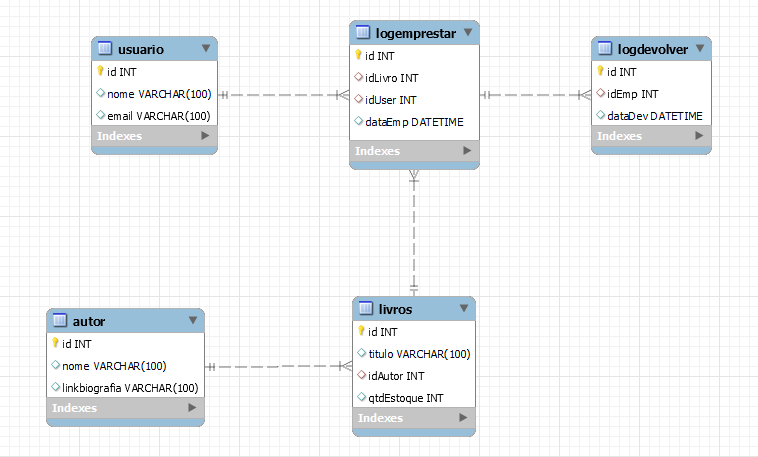 usuario
id INT
nome VARCHAR(100)
email VARCHAR(100)
Indexes
logemprestar
id INT
idLivro INT
idUser INT
dataEmp DATETIME
Indexes
logdevolver
id INT
idEmp INT
dataDev DATETIME
Indexes
autor
id INT
nome VARCHAR(100)
linkbiografia VARCHAR(100)
Indexes
livros
id INT
titulo VARCHAR(100)
idAutor INT
qtdEstoque INT
Indexes